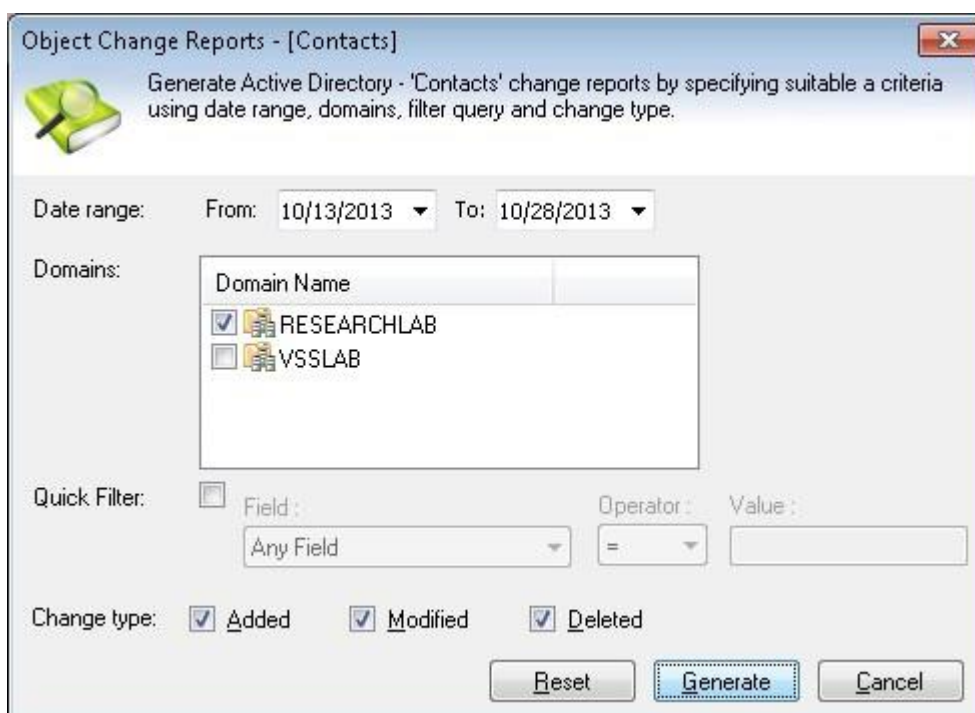 Object Change Reports - [Contacts]
Generate Active Directory - 'Contacts' change reports by specifying suitable a criteria
using date range, domains, filter query and change type.
Date range: From: 10/13/2013 To: 10/28/2013
Domains:
Domain Name
RESEARCHLAB
VSSLAB
Quick Filter: Field : Operator : Value :
Any Field =
Change type: Added Modified Deleted
Reset Generate Cancel